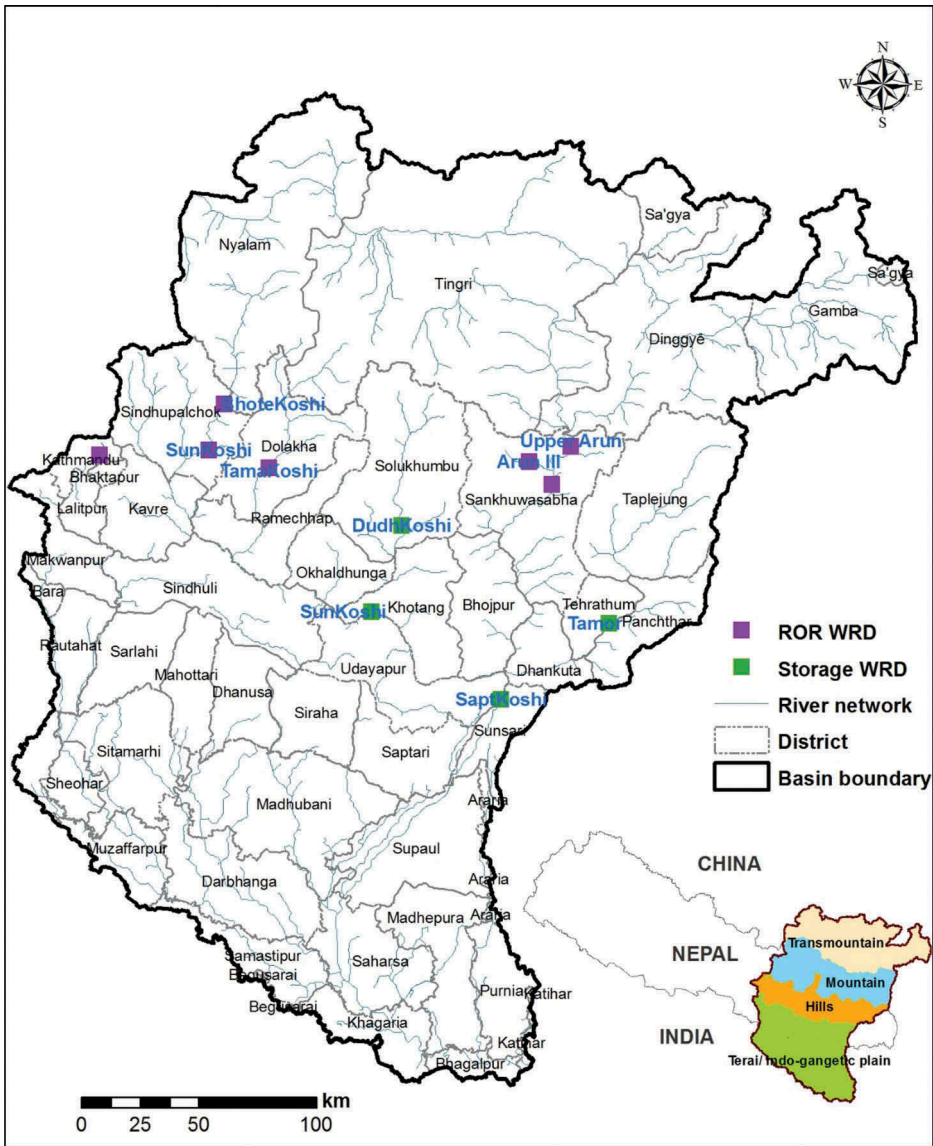 N
W
E
S
Sa'gya
Nyalam
Sa'gya
Tingri
Gamba
Dinggyê
BhoteKoshi
Sindhupalchok
Upper Arun
SunKoshi
Dolakha
Kathmandu
Arun III
TamaKoshi
Solukhumbu
Bhaktapur
Sankhuwasabha
Taplejung
Lalitpur
Kavre
Ramechhap
DudhKoshi
Makwanpur
Okhaldhunga
Sindhuli
Bara
Tehrathum
SunKoshi
Khotang
Bhojpur
Tamor
Panchthar
ROR WRD
Rautahat
Sarlahi
Udayapur
Dhankuta
Storage WRD
Mahottari
Dhanusa
SaptKoshi
River network
Siraha
Sunsari
District
Sitamarhi
Saptari
Basin boundary
Sheohar
Madhubani
Araria
Muzaffarpur
Supaul
CHINA
Darbhanga
Araria
Madhepura
Araria
Transmountain
NEPAL
Samastipur
Saharsa
Mountain
Begusarai
Purnia
Katihar
Hills
Begusarai
Khagaria
INDIA
Katihar
Terai/ Indo-gangetic plain
Bhagalpur
km
0
25
50
100